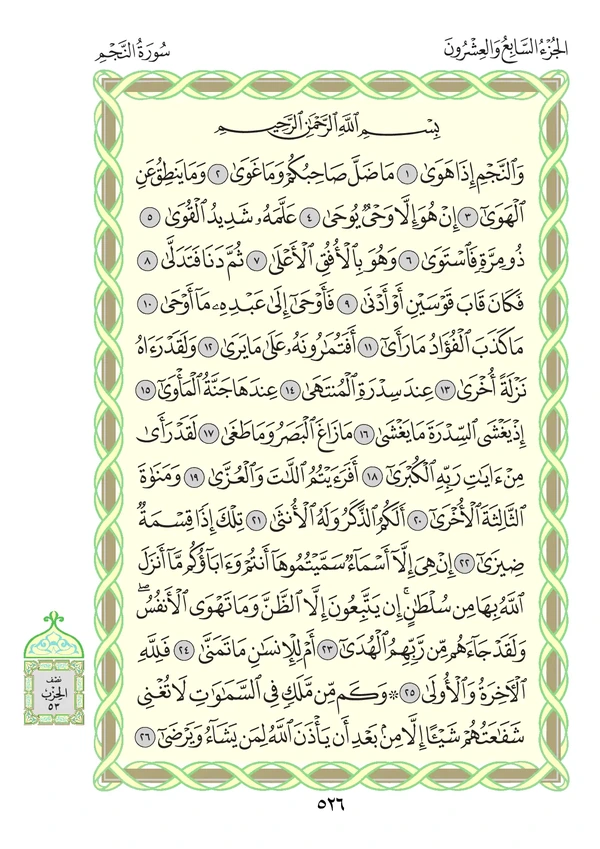 الجُزْءُ السَّابِعُ وَالعِشْرُونَ
سُورَةُ النَّجْمِ
بِسْمِ ٱللَّهِ ٱلرَّحْمَٰنِ ٱلرَّحِيمِ
وَٱلنَّجْمِ إِذَا هَوَىٰ ١ مَا ضَلَّ صَاحِبُكُمْ وَمَا غَوَىٰ ٢ وَمَا يَنطِقُ عَنِ
ٱلْهَوَىٰٓ ٣ إِنْ هُوَ إِلَّا وَحْيٌ يُوحَىٰ ٤ عَلَّمَهُۥ شَدِيدُ ٱلْقُوَىٰ ٥
ذُو مِرَّةٍ فَٱسْتَوَىٰ ٦ وَهُوَ بِٱلْأُفُقِ ٱلْأَعْلَىٰ ٧ ثُمَّ دَنَا فَتَدَلَّىٰ ٨
فَكَانَ قَابَ قَوْسَيْنِ أَوْ أَدْنَىٰ ٩ فَأَوْحَىٰٓ إِلَىٰ عَبْدِهِۦ مَآ أَوْحَىٰ ١٠
مَا كَذَبَ ٱلْفُؤَادُ مَا رَأَىٰٓ ١١ أَفَتُمَٰرُونَهُۥ عَلَىٰ مَا يَرَىٰ ١٢ وَلَقَدْ رَءَاهُ
نَزْلَةً أُخْرَىٰ ١٣ عِندَ سِدْرَةِ ٱلْمُنتَهَىٰ ١٤ عِندَهَا جَنَّةُ ٱلْمَأْوَىٰٓ ١٥
إِذْ يَغْشَى ٱلسِّدْرَةَ مَا يَغْشَىٰ ١٦ مَا زَاغَ ٱلْبَصَرُ وَمَا طَغَىٰ ١٧ لَقَدْ رَأَىٰ
مِنْ ءَايَٰتِ رَبِّهِ ٱلْكُبْرَىٰٓ ١٨ أَفَرَءَيْتُمُ ٱللَّٰتَ وَٱلْعُزَّىٰ ١٩ وَمَنَوٰةَ
ٱلثَّالِثَةَ ٱلْأُخْرَىٰٓ ٢٠ أَلَكُمُ ٱلذَّكَرُ وَلَهُ ٱلْأُنثَىٰ ٢١ تِلْكَ إِذًا قِسْمَةٌ
ضِيزَىٰٓ ٢٢ إِنْ هِيَ إِلَّآ أَسْمَآءٌ سَمَّيْتُمُوهَآ أَنتُمْ وَءَابَآؤُكُم مَّآ أَنزَلَ
ٱللَّهُ بِهَا مِن سُلْطَٰنٍ ۚ إِن يَتَّبِعُونَ إِلَّا ٱلظَّنَّ وَمَا تَهْوَى ٱلْأَنفُسُ ۖ
وَلَقَدْ جَآءَهُم مِّن رَّبِّهِمُ ٱلْهُدَىٰٓ ٢٣ أَمْ لِلْإِنسَٰنِ مَا تَمَنَّىٰ ٢٤ فَلِلَّهِ
ٱلْءَاخِرَةُ وَٱلْأُولَىٰ ٢٥ ۞ وَكَم مِّن مَّلَكٍ فِي ٱلسَّمَٰوَٰتِ لَا تُغْنِي
شَفَٰعَتُهُمْ شَيْـًٔا إِلَّا مِنۢ بَعْدِ أَن يَأْذَنَ ٱللَّهُ لِمَن يَشَآءُ وَيَرْضَىٰٓ ٢٦
نِصْف
الحِزْبِ
٥٣
٥٢٦